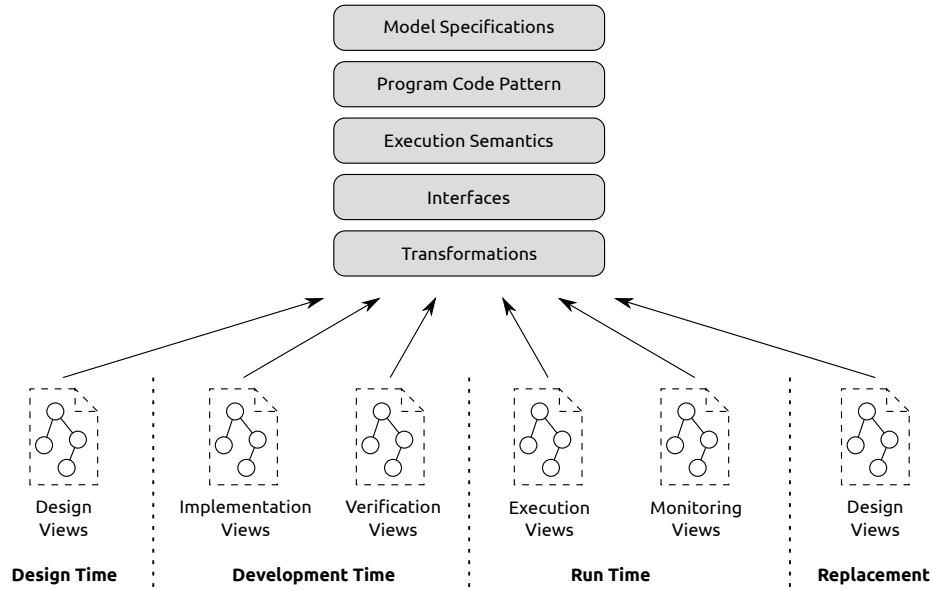 Model Specifications
Program Code Pattern
Execution Semantics
Interfaces
Transformations
Design
Views
Implementation
Views
Verification
Views
Execution
Views
Monitoring
Views
Design
Views
Design Time
Development Time
Run Time
Replacement